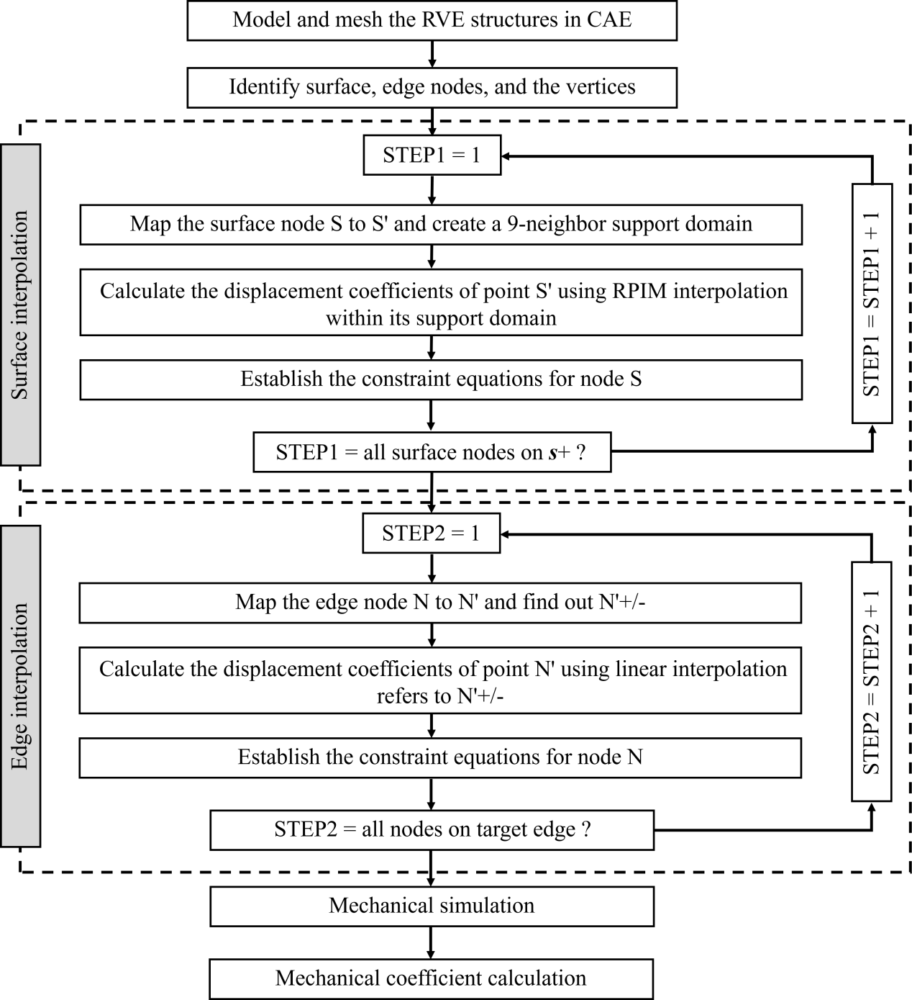 Model and mesh the RVE structures in CAE
Identify surface, edge nodes, and the vertices
Surface interpolation
STEP1 = 1
Map the surface node S to S' and create a 9-neighbor support domain
Calculate the displacement coefficients of point S' using RPIM interpolation
within its support domain
Establish the constraint equations for node S
STEP1 = all surface nodes on s+ ?
STEP1 = STEP1 + 1
Edge interpolation
STEP2 = 1
Map the edge node N to N' and find out N'+/-
Calculate the displacement coefficients of point N' using linear interpolation
refers to N'+/-
Establish the constraint equations for node N
STEP2 = all nodes on target edge ?
STEP2 = STEP2 + 1
Mechanical simulation
Mechanical coefficient calculation